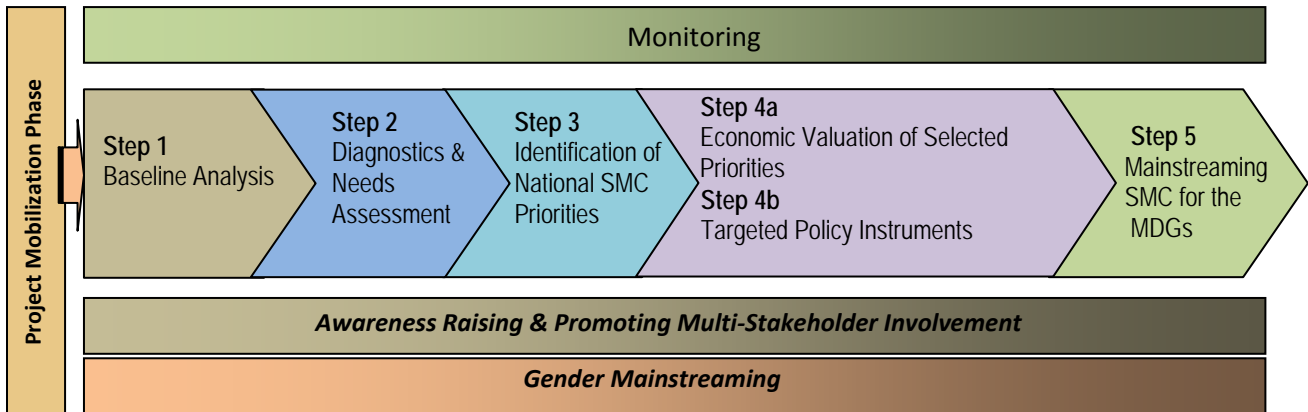 Project Mobilization Phase
Monitoring
Step 1
Baseline Analysis
Step 2
Diagnostics &
Needs
Assessment
Step 3
Identification of
National SMC
Priorities
Step 4a
Economic Valuation of Selected
Priorities
Step 4b
Targeted Policy Instruments
Step 5
Mainstreaming
SMC for the
MDGs
Awareness Raising & Promoting Multi-Stakeholder Involvement
Gender Mainstreaming